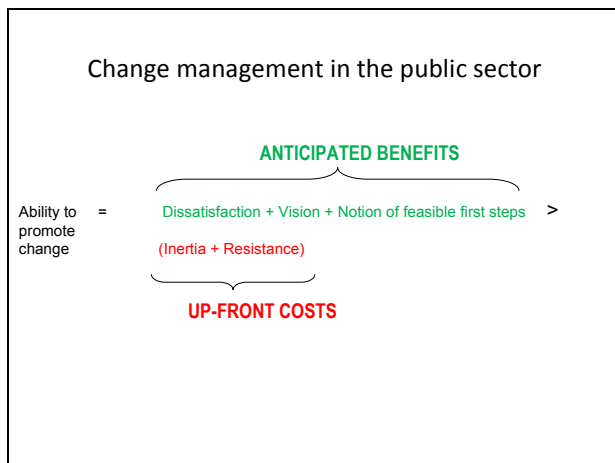 Change management in the public sector
ANTICIPATED BENEFITS
Ability to = Dissatisfaction + Vision + Notion of feasible first steps >
promote
change (Inertia + Resistance)
UP-FRONT COSTS